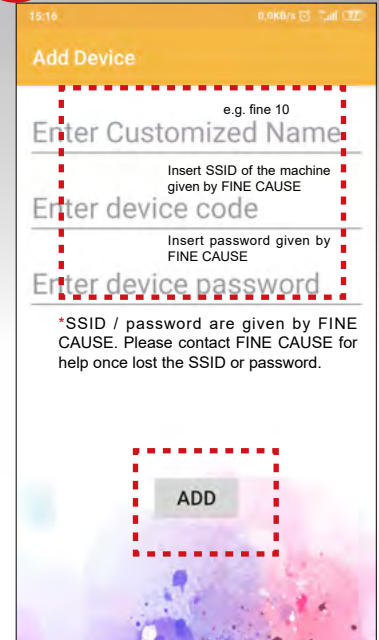 15:16 0,0KB/s
Add Device
e.g. fine 10
Enter Customized Name
Insert SSID of the machine
given by FINE CAUSE
Enter device code
Insert password given by
FINE CAUSE
Enter device password
*SSID / password are given by FINE
CAUSE. Please contact FINE CAUSE for
help once lost the SSID or password.
ADD